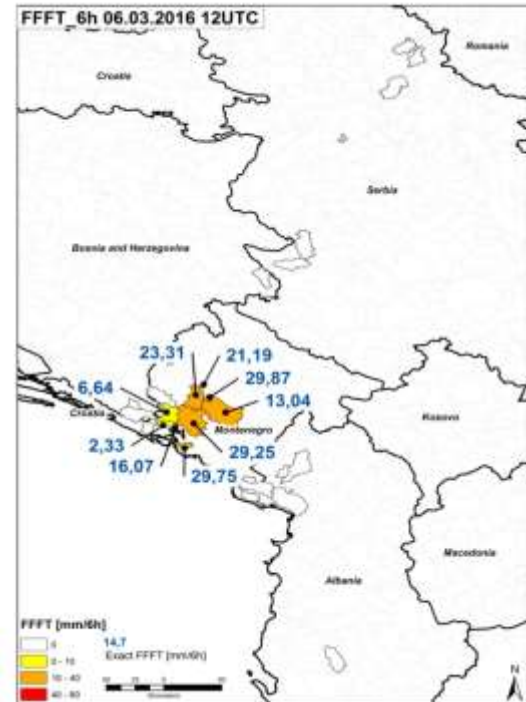 FFFT_6h 06.03.2016 12UTC
Romania
Croatia
Serbia
Bosnia and Herzegovina
23,31
21,19
6,64
29,87
13,04
Croatia
Kosovo
Montenegro
2,33
29,25
16,07
29,75
Macedonia
Albania
FFFT [mm/6h]
0
14,7
0 - 10
Exact FFFT [mm/6h]
10 - 40
40 - 60
N